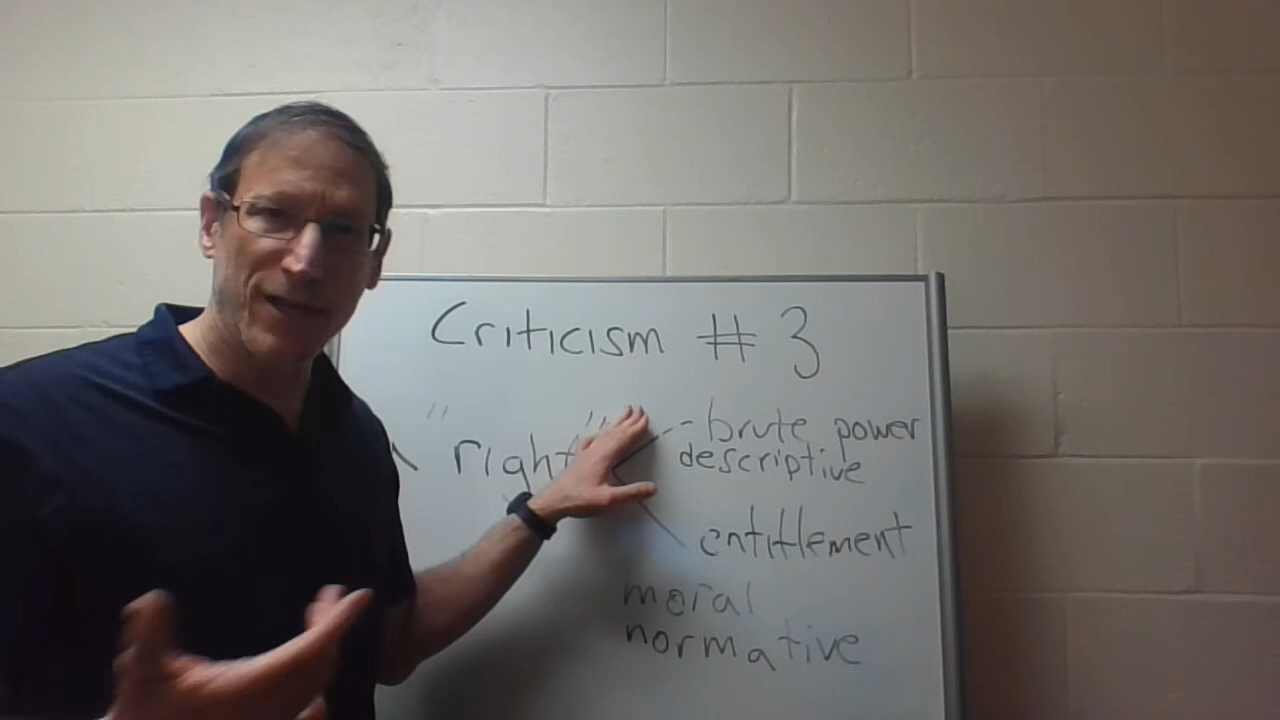 Criticism # 3
"right" -- brute power
descriptive
entitlement
moral
normative